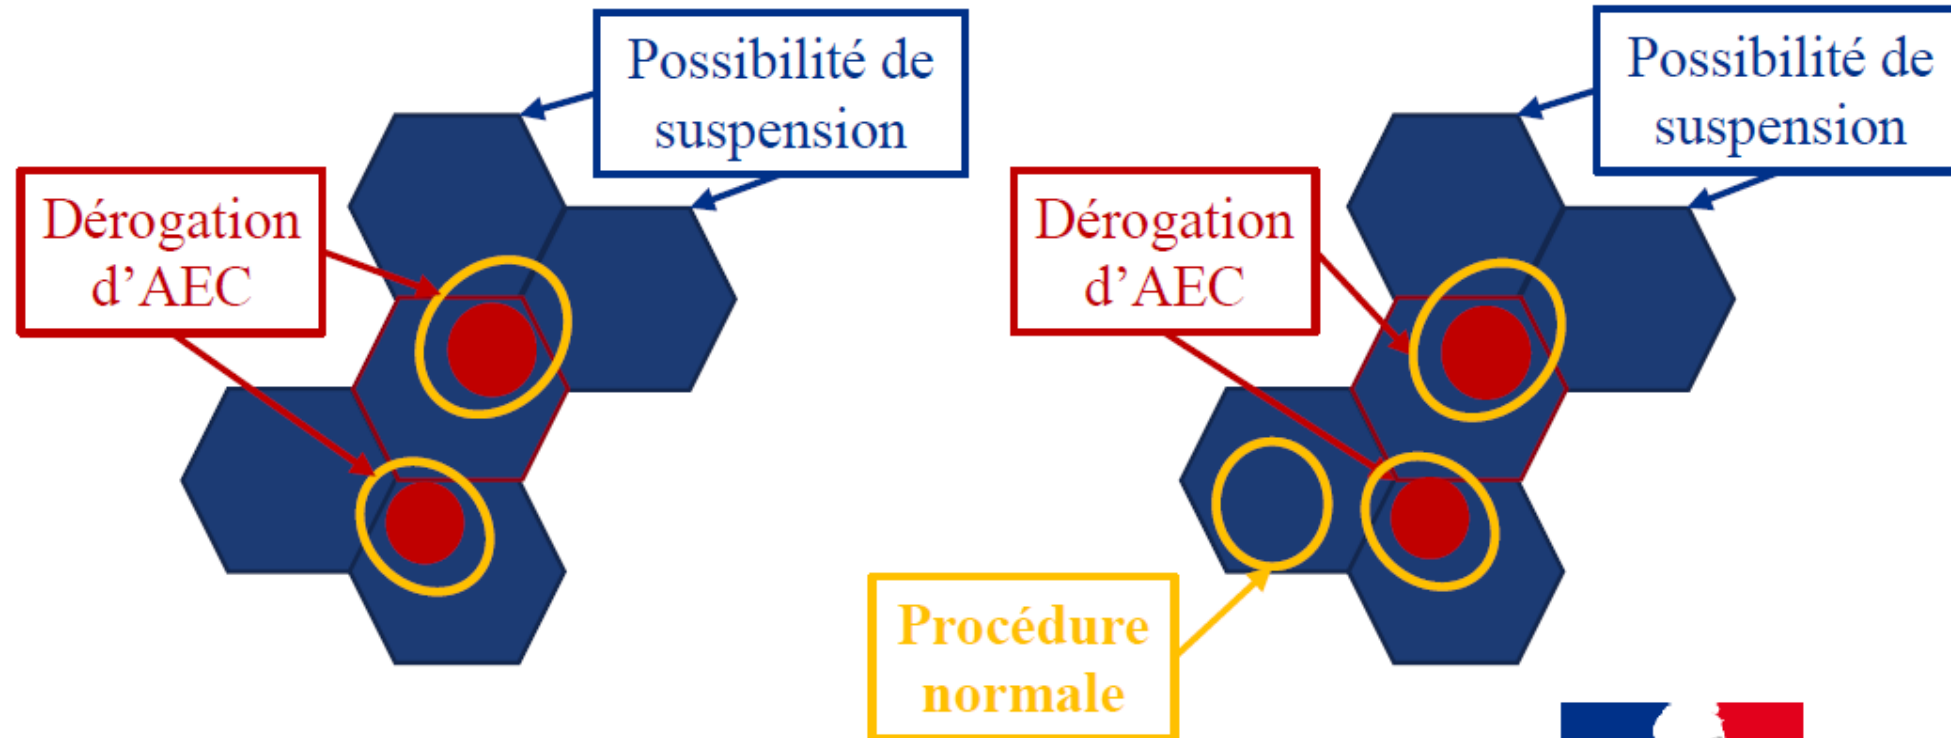 Possibilité de
suspension
Dérogation
d'AEC
Possibilité de
suspension
Dérogation
d'AEC
Procédure
normale